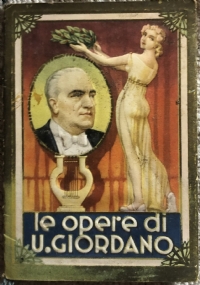 le opere di
U. GIORDANO